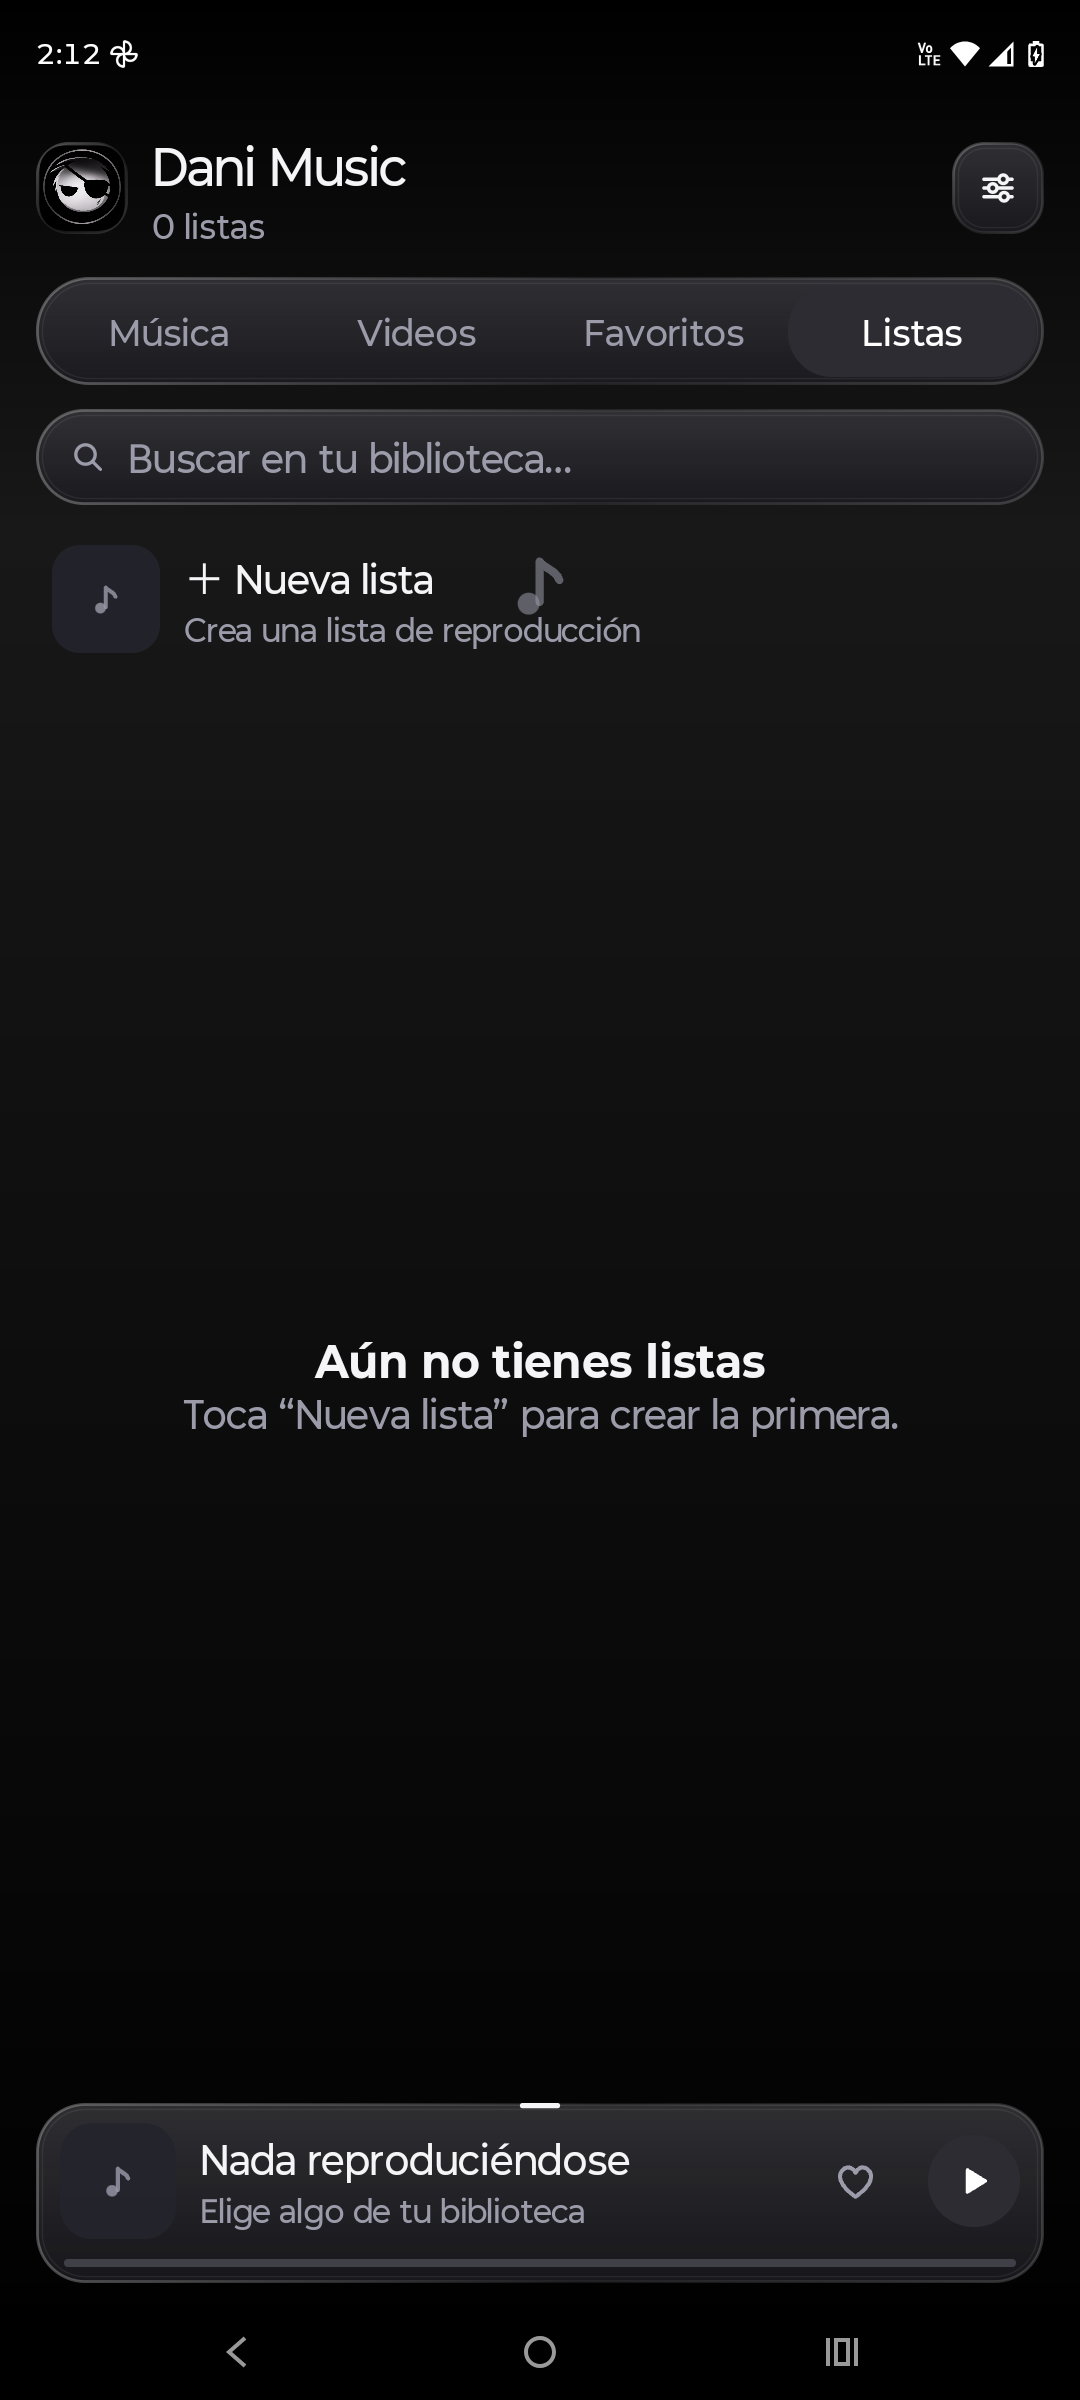 2:12
Vo
LTE
Dani Music
0 listas
Música
Videos
Favoritos
Listas
Buscar en tu biblioteca...
+ Nueva lista
Crea una lista de reproducción
Aún no tienes listas
Toca “Nueva lista” para crear la primera.
Nada reproduciéndose
Elige algo de tu biblioteca